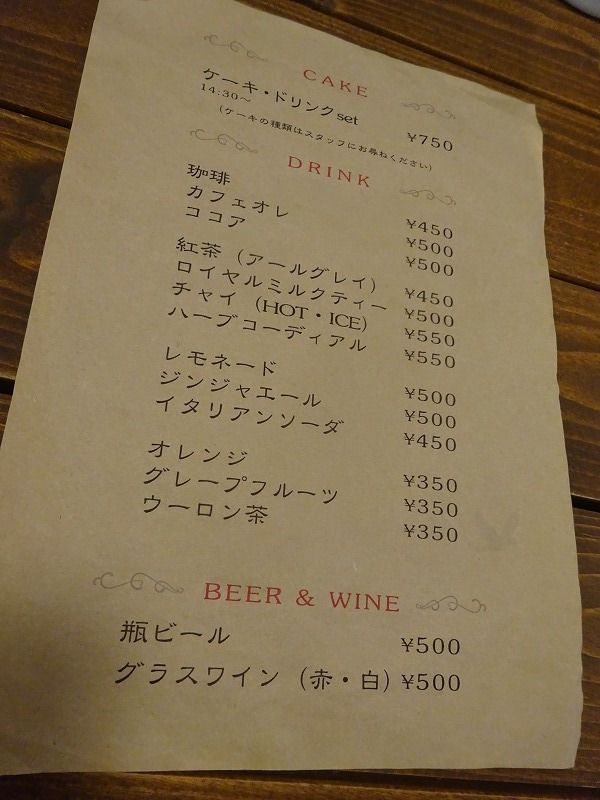 CAKE
ケーキ・ドリンクset ¥750
14:30～
(ケーキの種類はスタッフにお尋ねください)
DRINK
珈琲 ¥450
カフェオレ ¥500
ココア ¥500
紅茶（アールグレイ） ¥450
ロイヤルミルクティー ¥500
チャイ（HOT・ICE） ¥550
ハーブコーディアル ¥550
レモネード ¥500
ジンジャエール ¥500
イタリアンソーダ ¥450
オレンジ ¥350
グレープフルーツ ¥350
ウーロン茶 ¥350
BEER & WINE
瓶ビール ¥500
グラスワイン（赤・白） ¥500